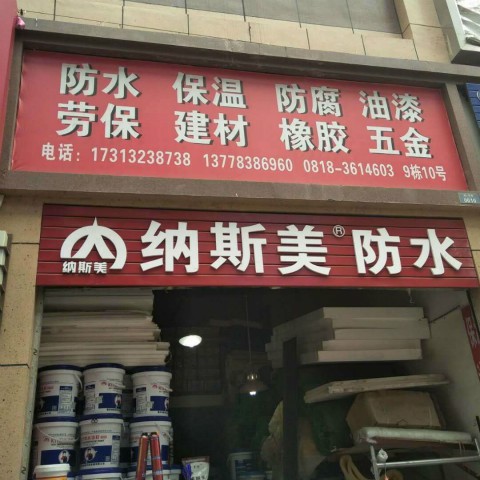 防水 保温 防腐 油漆
劳保 建材 橡胶 五金
电话：17313238738 13778386960 0818-3614603 9栋10号
纳斯美 纳斯美® 防水